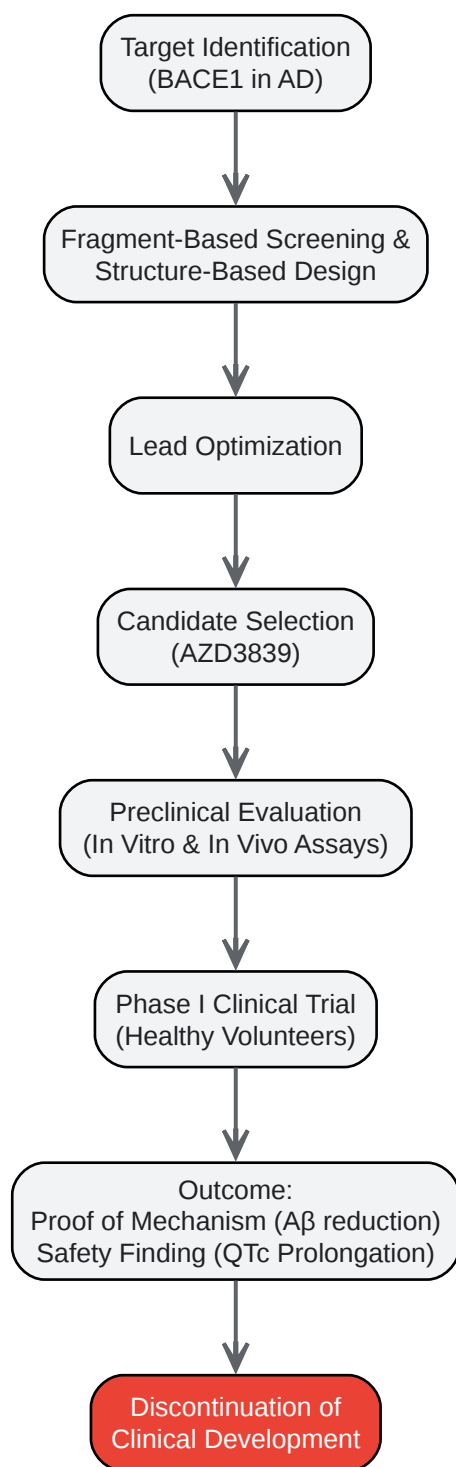 Target Identification
(BACE1 in AD)
Fragment-Based Screening &
Structure-Based Design
Lead Optimization
Candidate Selection
(AZD3839)
Preclinical Evaluation
(In Vitro & In Vivo Assays)
Phase I Clinical Trial
(Healthy Volunteers)
Outcome:
Proof of Mechanism (Aβ reduction)
Safety Finding (QTc Prolongation)
Discontinuation of
Clinical Development